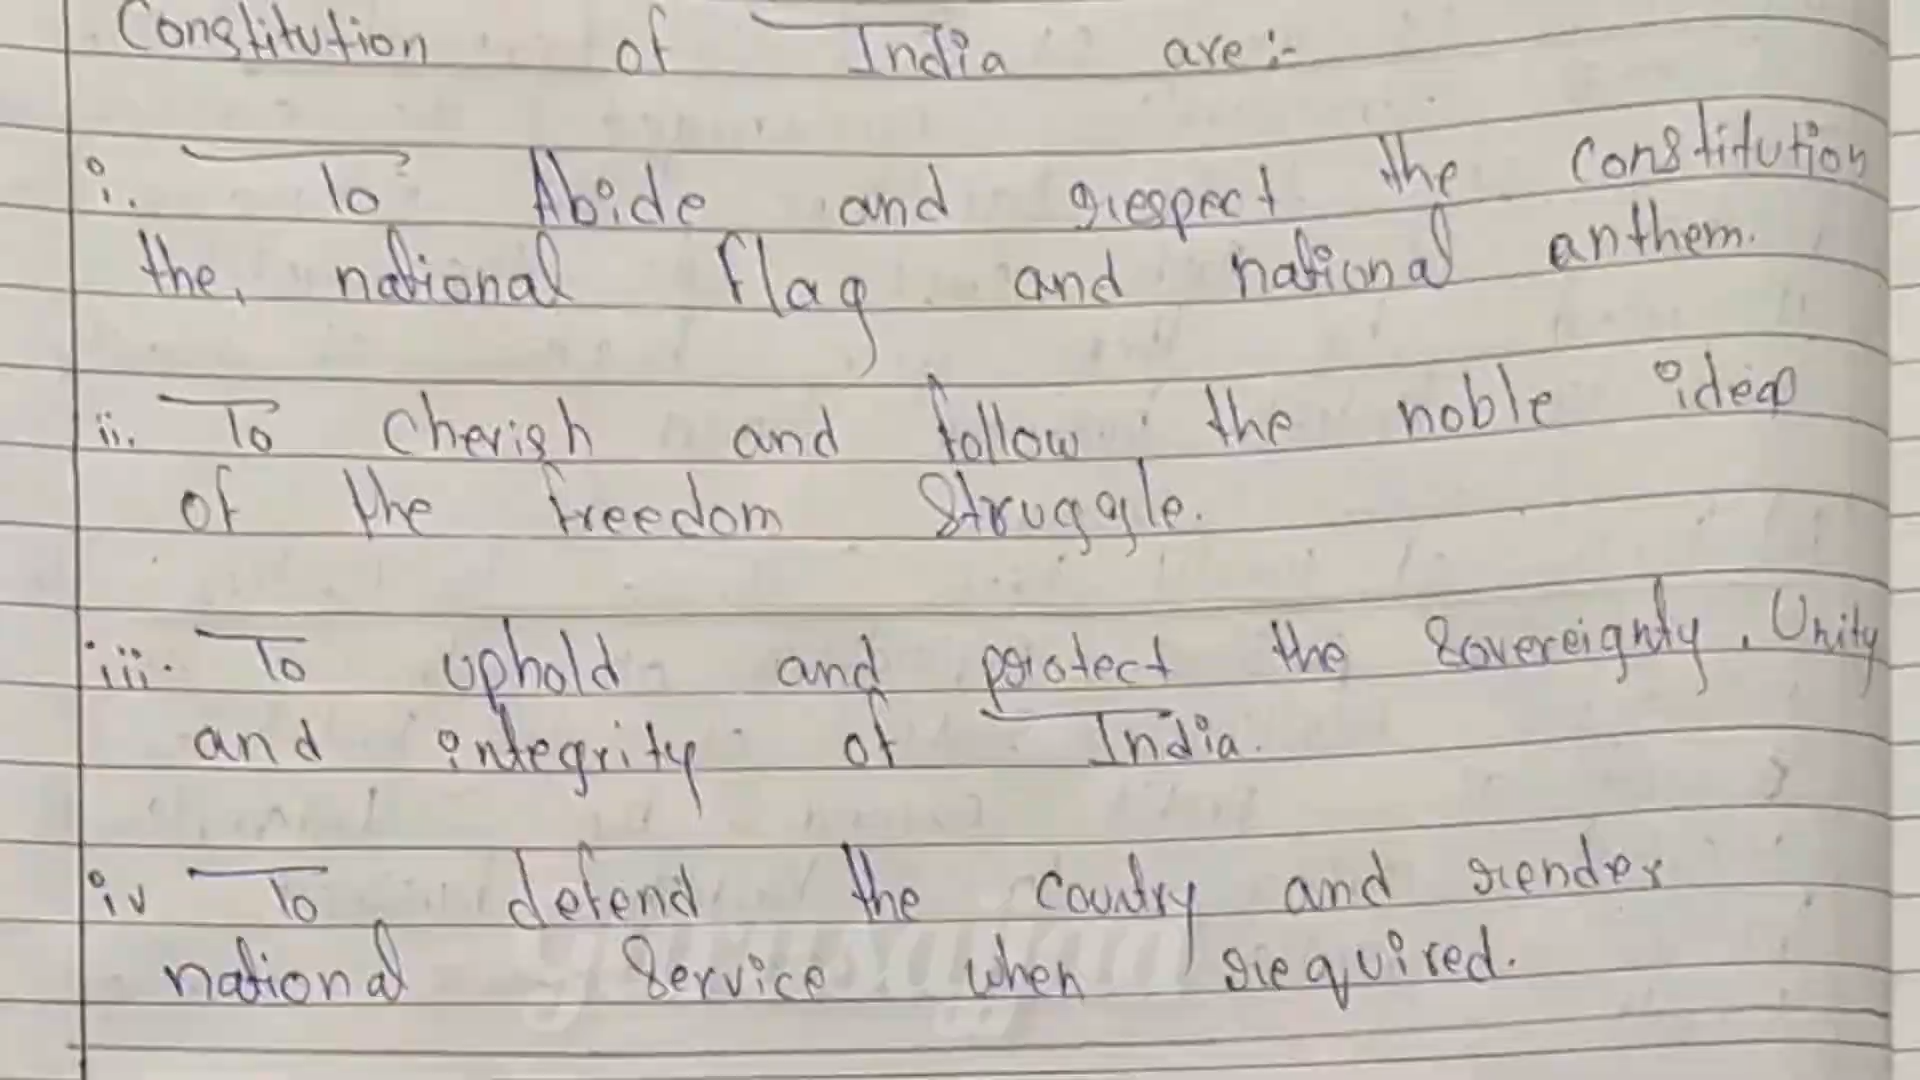 Constitution of India are:-
i. To Abide and respect the Constitution
the, national flag and national anthem.
ii. To Cherish and follow the noble ideas
of the freedom Struggle.
iii. To uphold and protect the Sovereignty, Unity
and integrity of India.
iv To defend the Country and render
national Service when required.